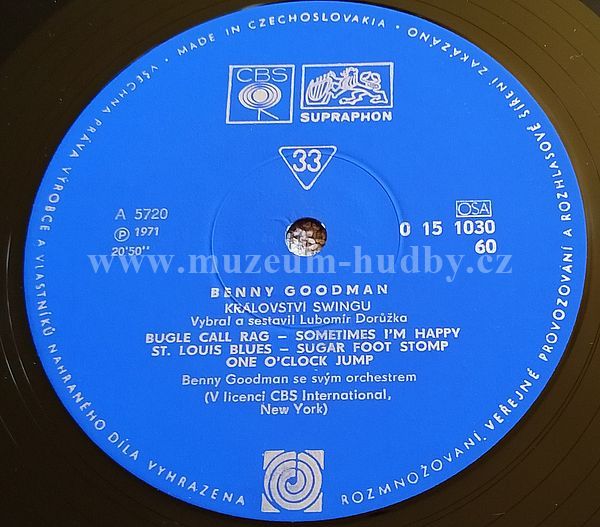 VŠECHNA PRÁVA VÝROBCE A VLASTNÍKŮ NAHRANÉHO DÍLA VYHRAZENA
MADE IN CZECHOSLOVAKIA •
ROZMNOŽOVÁNÍ, VEŘEJNÉ PROVOZOVÁNÍ A ROZHLASOVÉ ŠÍŘENÍ ZAKÁZÁNO
CBS
SUPRAPHON
33
A 5720
℗ 1971
20'50''
OSA
0 15 1030
60
www.muzeum-hudby.cz
BENNY GOODMAN
KRÁLOVSTVÍ SWINGU
Vybral a sestavil Lubomír Dorůžka
BUGLE CALL RAG – SOMETIMES I'M HAPPY
ST. LOUIS BLUES – SUGAR FOOT STOMP
ONE O'CLOCK JUMP
Benny Goodman se svým orchestrem
(V licenci CBS International,
New York)